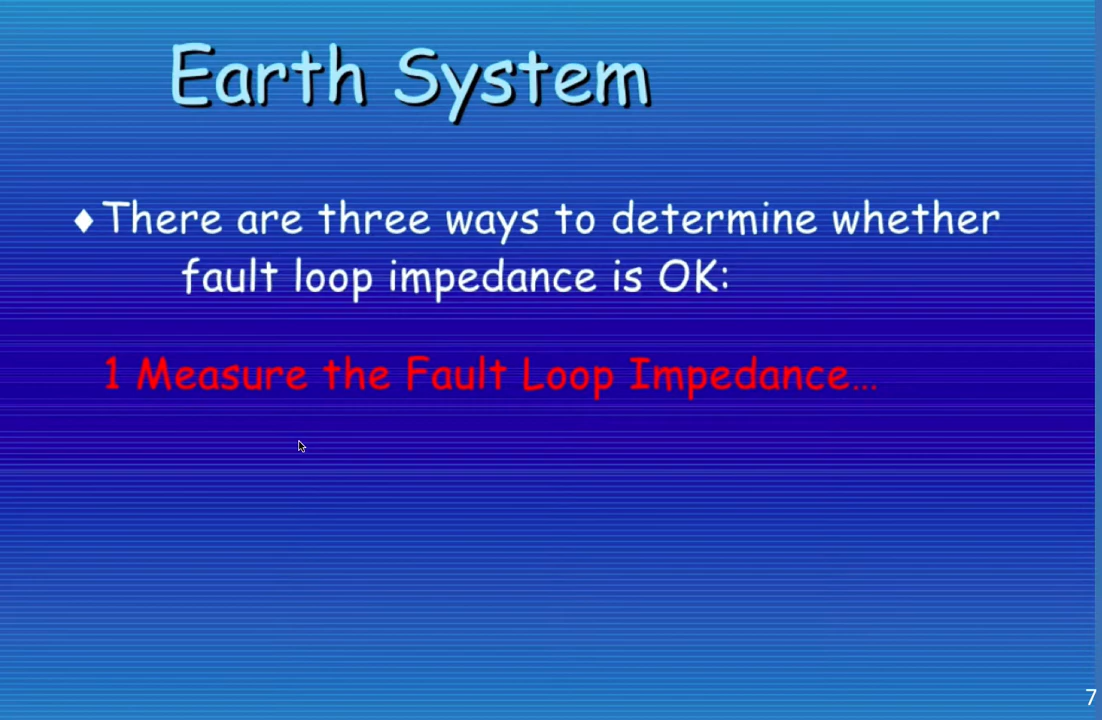 Earth System
♦There are three ways to determine whether
fault loop impedance is OK:
1 Measure the Fault Loop Impedance…
7